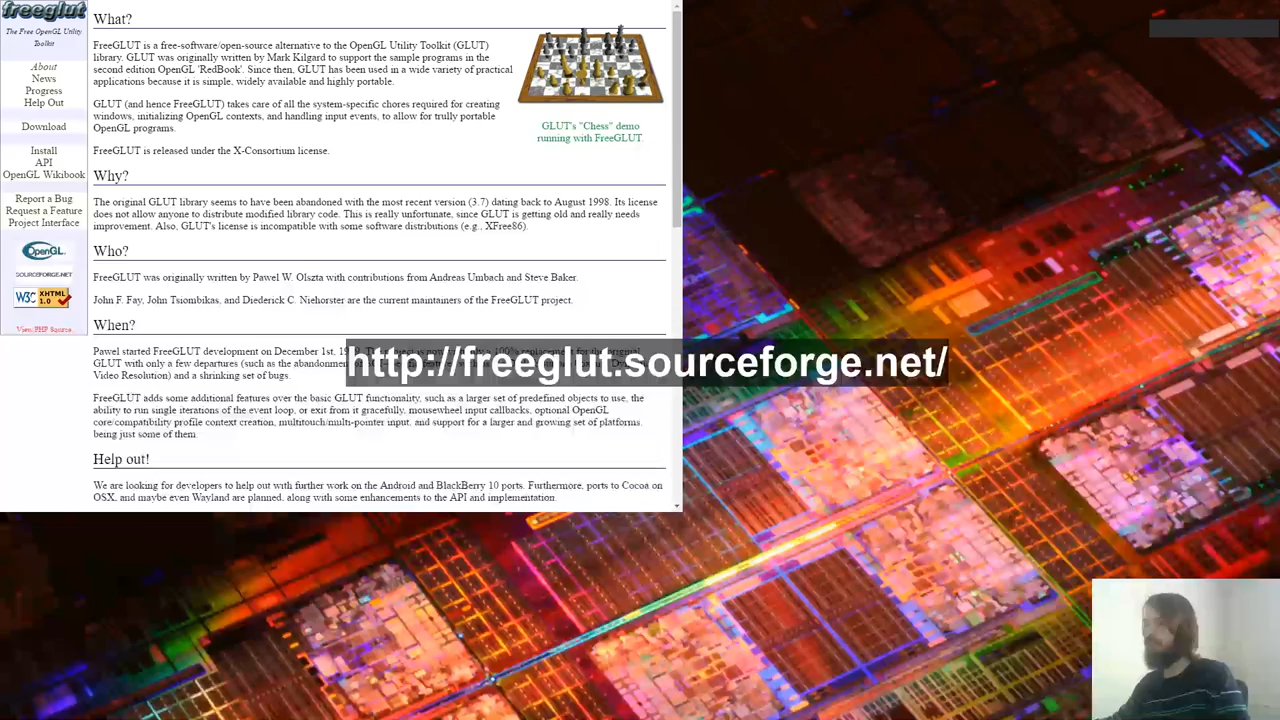 freeglut
The Free OpenGL Utility
Toolkit
About
News
Progress
Help Out
Download
Install
API
OpenGL Wikibook
Report a Bug
Request a Feature
Project Interface
OpenGL
SOURCEFORGE.NET
W3C XHTML 1.0
View PHP Source.
What?
FreeGLUT is a free-software/open-source alternative to the OpenGL Utility Toolkit (GLUT)
library. GLUT was originally written by Mark Kilgard to support the sample programs in the
second edition OpenGL 'RedBook'. Since then, GLUT has been used in a wide variety of practical
applications because it is simple, widely available and highly portable.
GLUT (and hence FreeGLUT) takes care of all the system-specific chores required for creating
windows, initializing OpenGL contexts, and handling input events, to allow for trully portable
OpenGL programs.
FreeGLUT is released under the X-Consortium license.
GLUT's "Chess" demo
running with FreeGLUT.
Why?
The original GLUT library seems to have been abandoned with the most recent version (3.7) dating back to August 1998. Its license
does not allow anyone to distribute modified library code. This is really unfortunate, since GLUT is getting old and really needs
improvement. Also, GLUT's license is incompatible with some software distributions (e.g., XFree86).
Who?
FreeGLUT was originally written by Pawel W. Olszta with contributions from Andreas Umbach and Steve Baker.
John F. Fay, John Tsiombikas, and Diederick C. Niehorster are the current maintainers of the FreeGLUT project.
When?
Pawel started FreeGLUT development on December 1st,
GLUT with only a few departures (such as the
Video Resolution) and a shrinking set of bugs.
http://freeglut.sourceforge.net/
FreeGLUT adds some additional features over the basic GLUT functionality, such as a larger set of predefined objects to use, the
ability to run single iterations of the event loop, or exit from it gracefully, mousewheel input callbacks, optional OpenGL
core/compatibility profile context creation, multitouch/multi-pointer input, and support for a larger and growing set of platforms,
being just some of them.
Help out!
We are looking for developers to help out with further work on the Android and BlackBerry 10 ports. Furthermore, ports to Cocoa on
OSX, and maybe even Wayland are planned, along with some enhancements to the API and implementation.